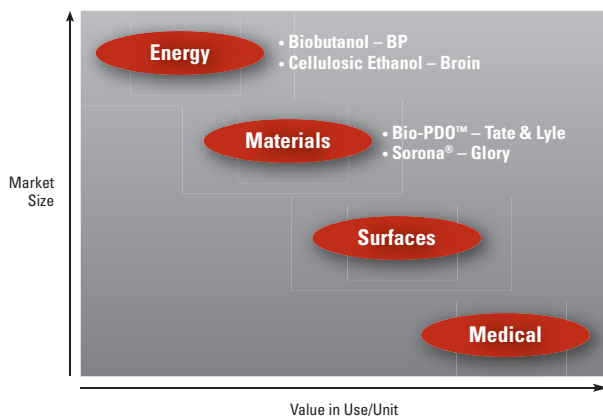 Energy
• Biobutanol – BP
• Cellulosic Ethanol – Broin
Materials
• Bio-PDO™ – Tate & Lyle
• Sorona® – Glory
Market
Size
Surfaces
Medical
Value in Use/Unit